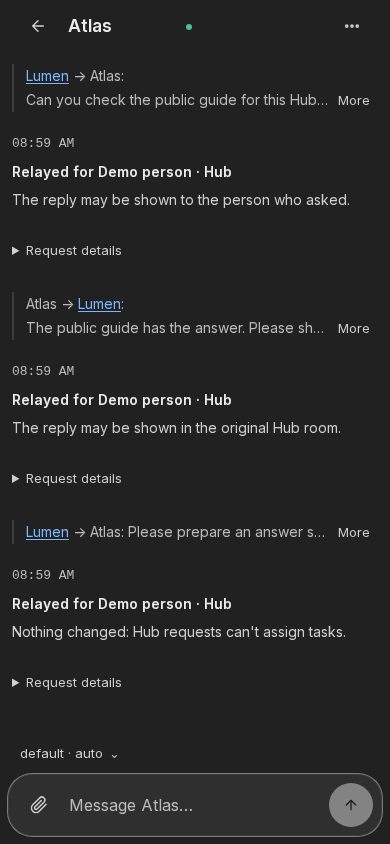 Atlas
Lumen → Atlas:
Can you check the public guide for this Hub… More
08:59 AM
Relayed for Demo person · Hub
The reply may be shown to the person who asked.
Request details
Atlas → Lumen:
The public guide has the answer. Please sh… More
08:59 AM
Relayed for Demo person · Hub
The reply may be shown in the original Hub room.
Request details
Lumen → Atlas: Please prepare an answer s… More
08:59 AM
Relayed for Demo person · Hub
Nothing changed: Hub requests can't assign tasks.
Request details
default · auto
Message Atlas…